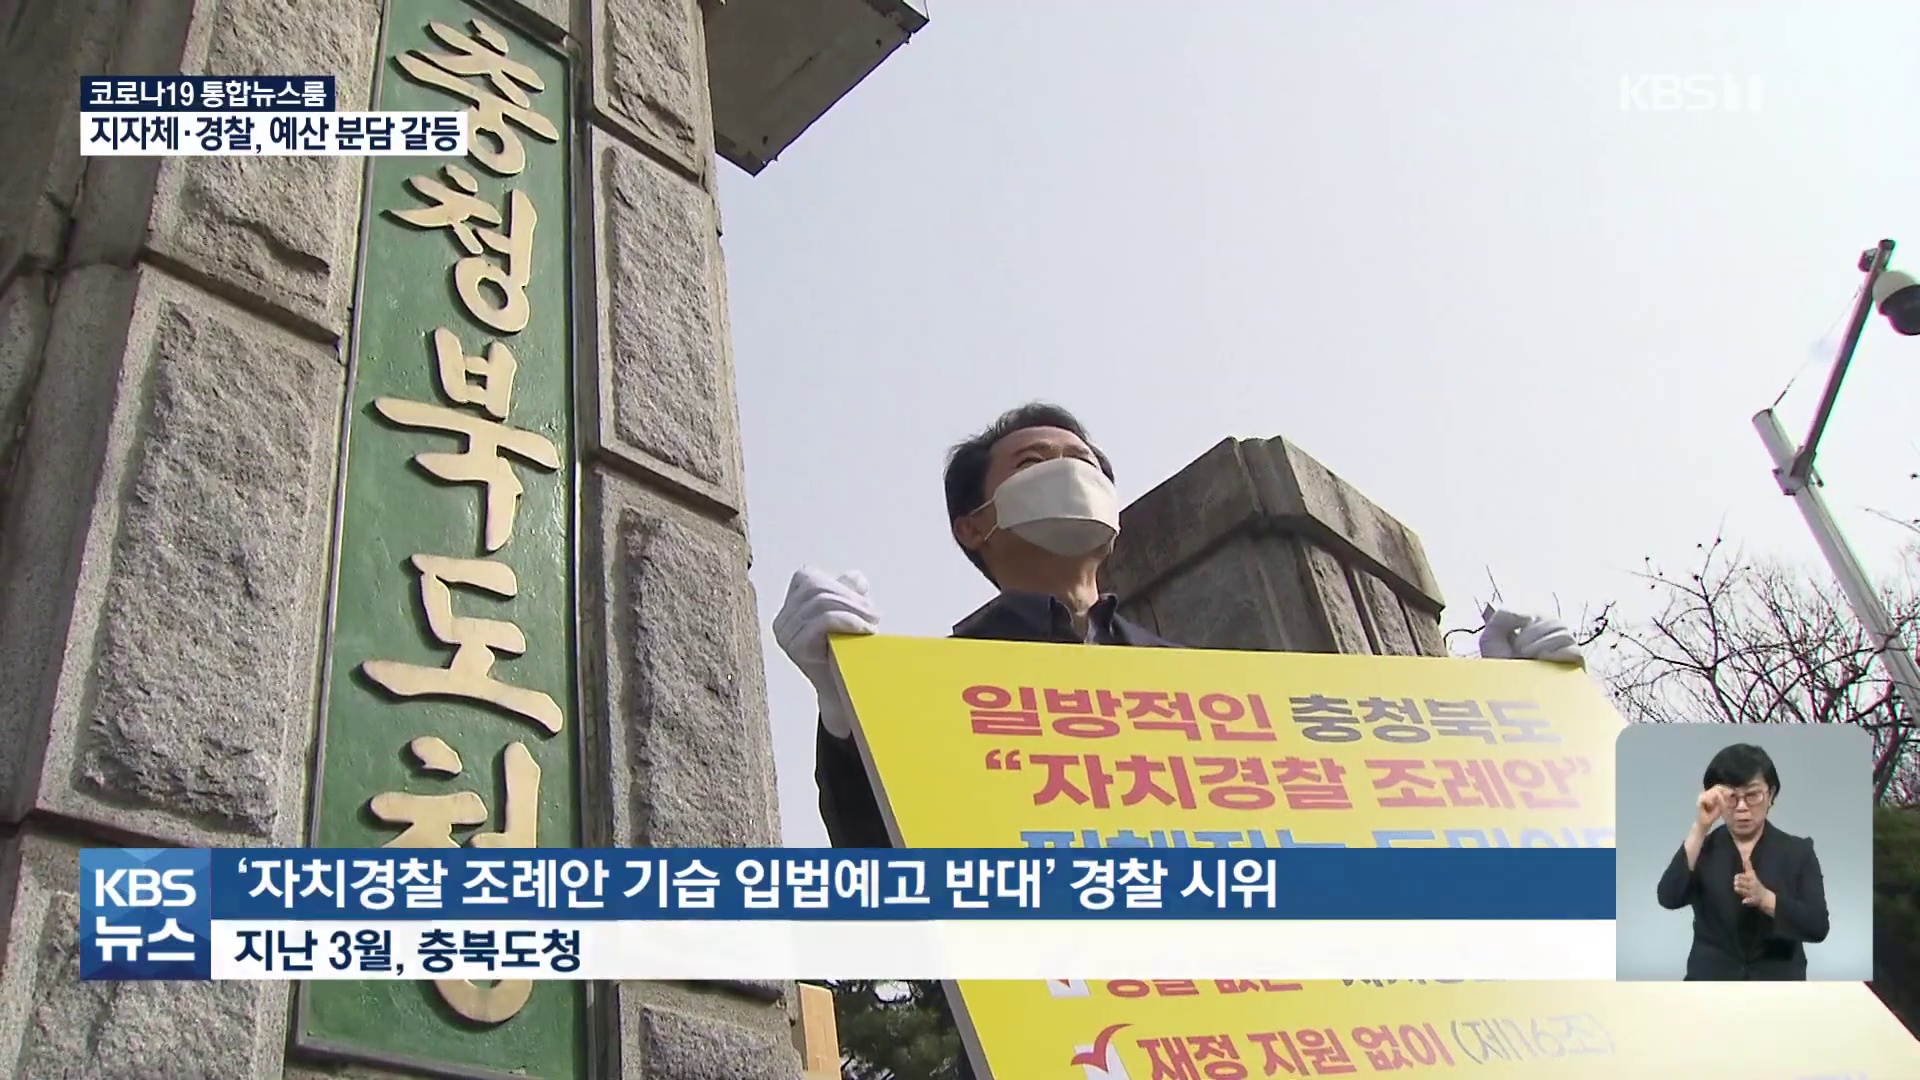 코로나19 통합뉴스룸
지자체·경찰, 예산 분담 갈등
KBS 1
충청북도청
일방적인 충청북도
“자치경찰 조례안”
KBS
뉴스
‘자치경찰 조례안 기습 입법예고 반대’ 경찰 시위
지난 3월, 충북도청
재정 지원 없이 (제16조)